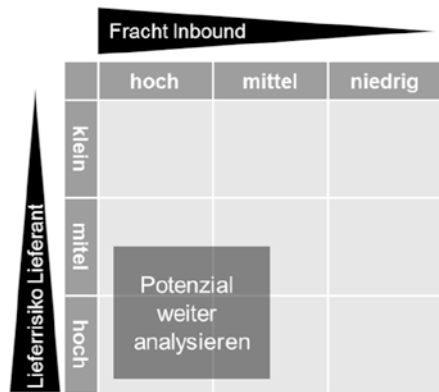 Fracht Inbound
hoch mittel niedrig
klein
mitel
hoch
Lieferrisiko Lieferant
Potenzial
weiter
analysieren